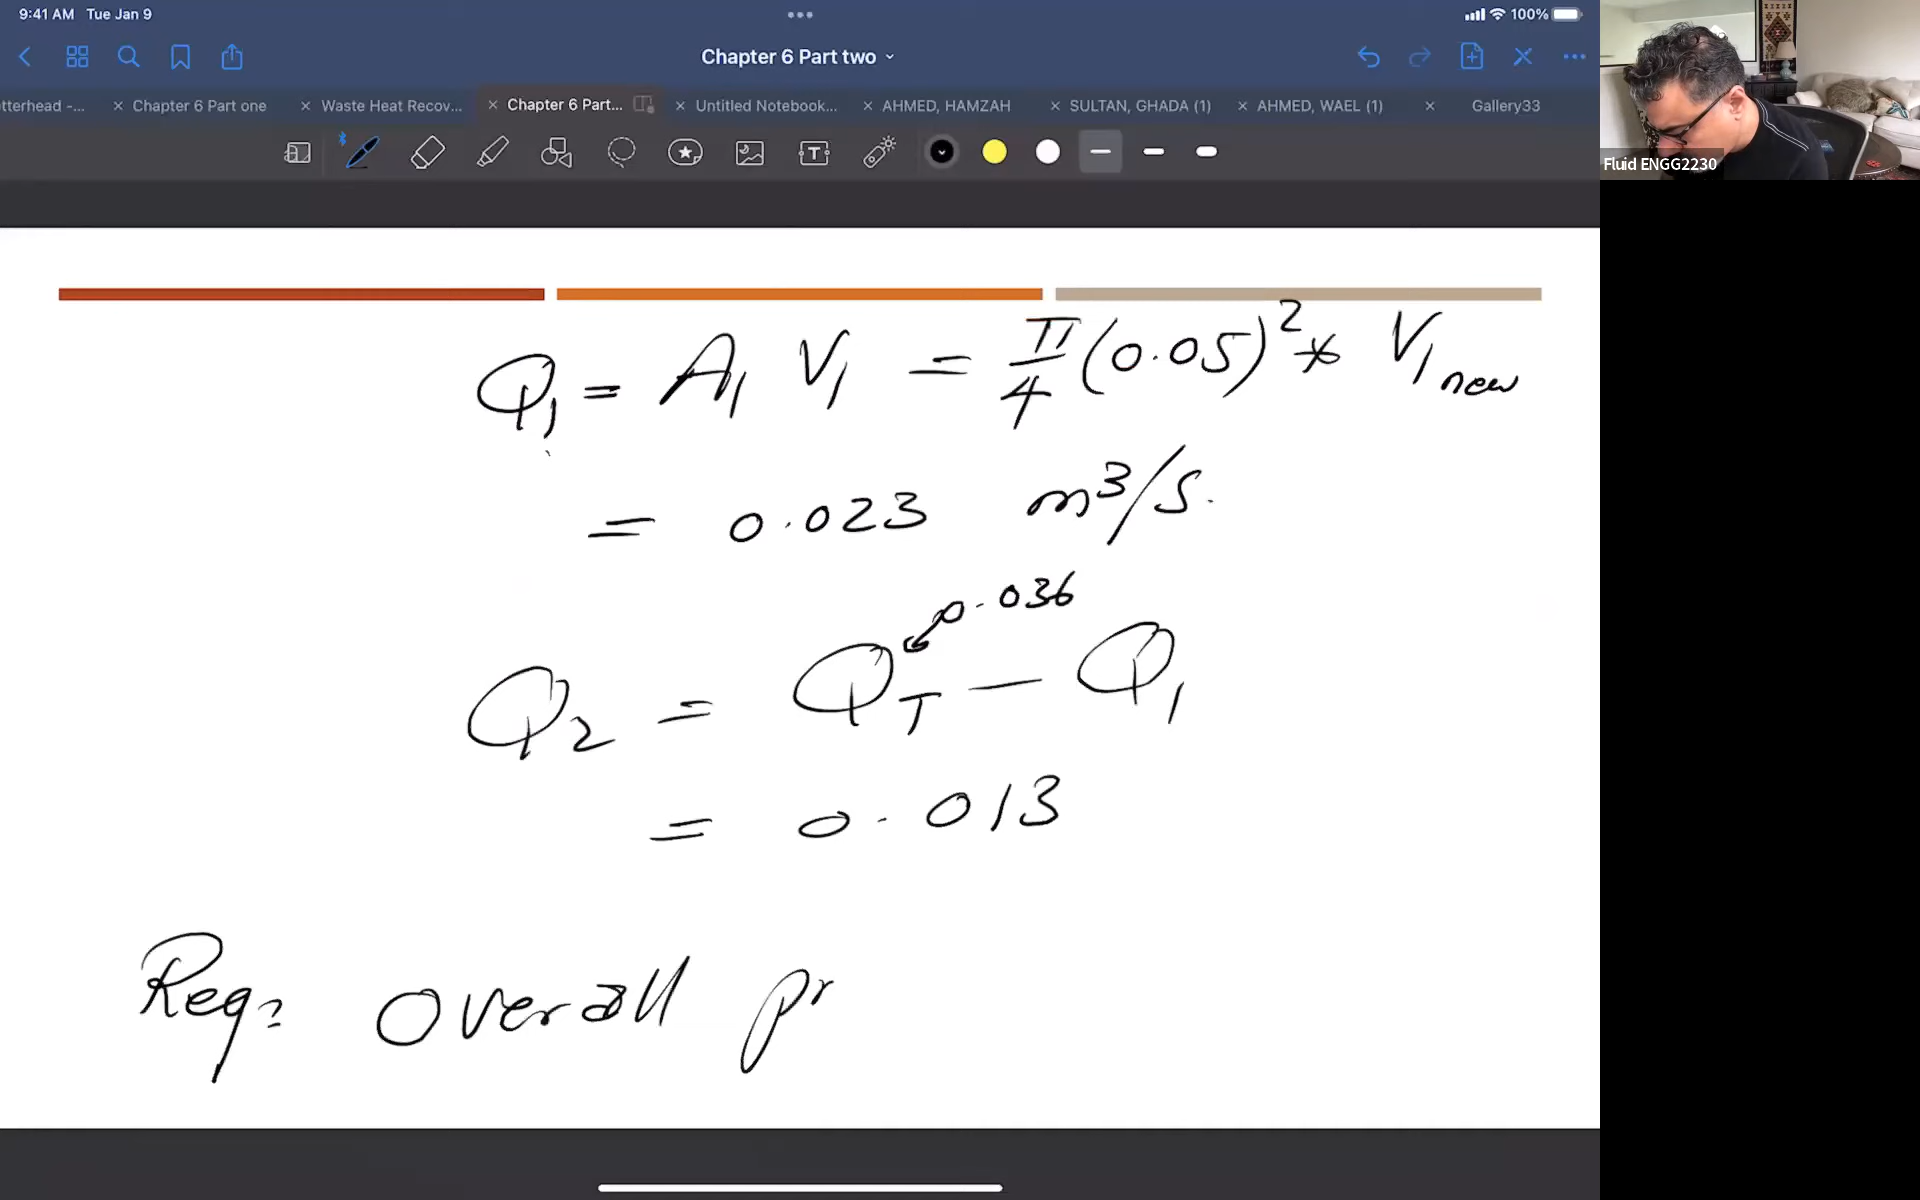 9:41 AM Tue Jan 9
100%
Chapter 6 Part two
tterhead -...
Chapter 6 Part one
Waste Heat Recov...
Chapter 6 Part...
Untitled Notebook...
AHMED, HAMZAH
SULTAN, GHADA (1)
AHMED, WAEL (1)
Gallery33
T
Fluid ENGG2230
Q₁ = A₁ V₁ = π/4 (0.05)² * V₁ new
= 0.023 m³/s.
0.036
Q₂ = Q_T — Q₁
= 0.013
Req: Overall pr